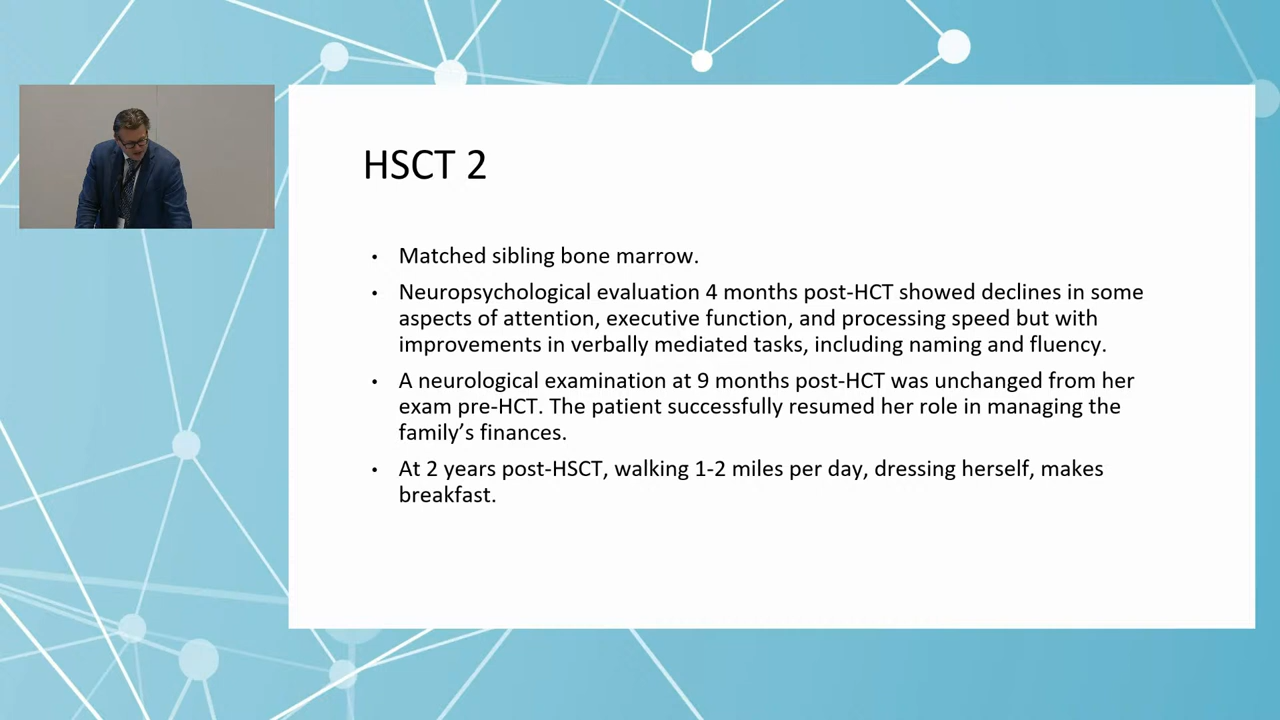 HSCT 2
• Matched sibling bone marrow.
• Neuropsychological evaluation 4 months post-HCT showed declines in some
aspects of attention, executive function, and processing speed but with
improvements in verbally mediated tasks, including naming and fluency.
• A neurological examination at 9 months post-HCT was unchanged from her
exam pre-HCT. The patient successfully resumed her role in managing the
family’s finances.
• At 2 years post-HSCT, walking 1-2 miles per day, dressing herself, makes
breakfast.